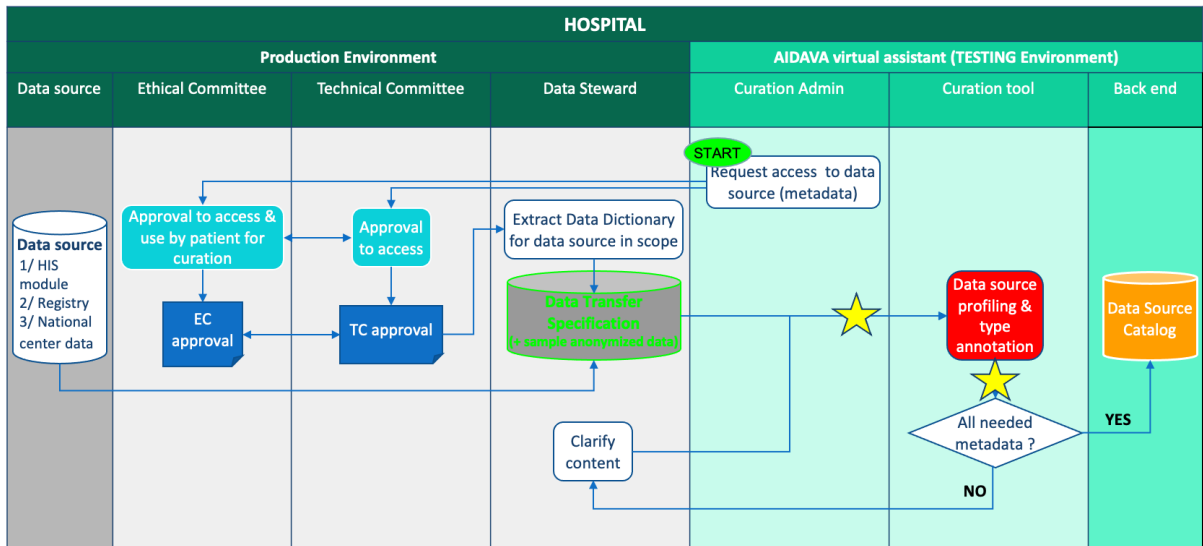 HOSPITAL
Production Environment
AIDAVA virtual assistant (TESTING Environment)
Data source
Ethical Committee
Technical Committee
Data Steward
Curation Admin
Curation tool
Back end
START
Request access to data
source (metadata)
Approval to access &
use by patient for
curation
Approval
to access
Extract Data Dictionary
for data source in scope
Data source
1/ HIS
module
2/ Registry
3/ National
center data
EC
approval
TC approval
Data Transfer
Specification
(+ sample anonymized data)
Data source
profiling &
type
annotation
Data Source
Catalog
All needed
metadata ?
YES
Clarify
content
NO